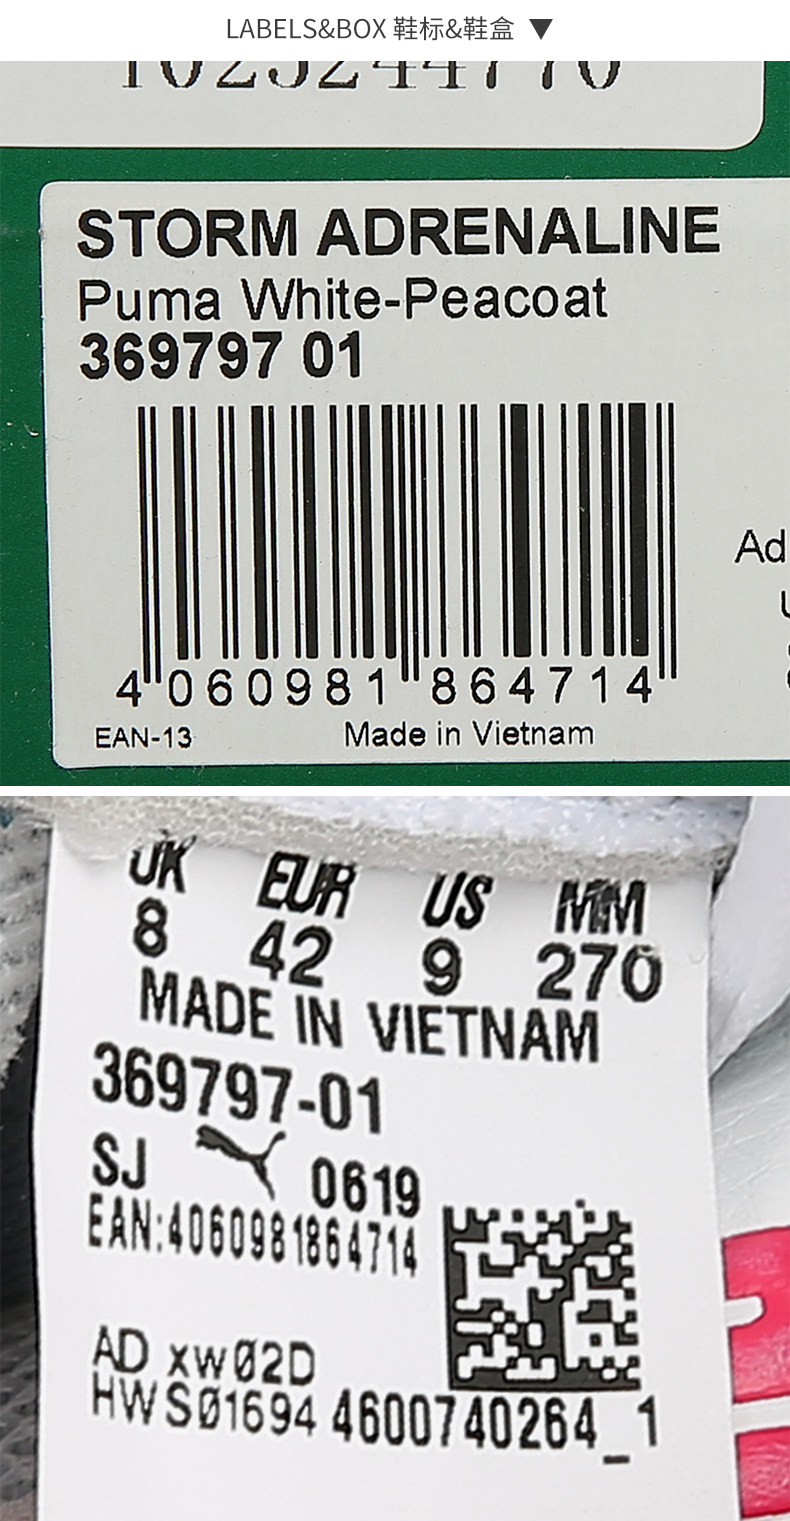 LABELS&BOX 鞋标&鞋盒 ▼
STORM ADRENALINE
Puma White-Peacoat
369797 01
Ad
4 060981 864714
EAN-13 Made in Vietnam
UK EUR US MM
8 42 9 270
MADE IN VIETNAM
369797-01
SJ 0619
EAN:4060981864714
AD xwØ2D
HWSØ1694 4600740264_1